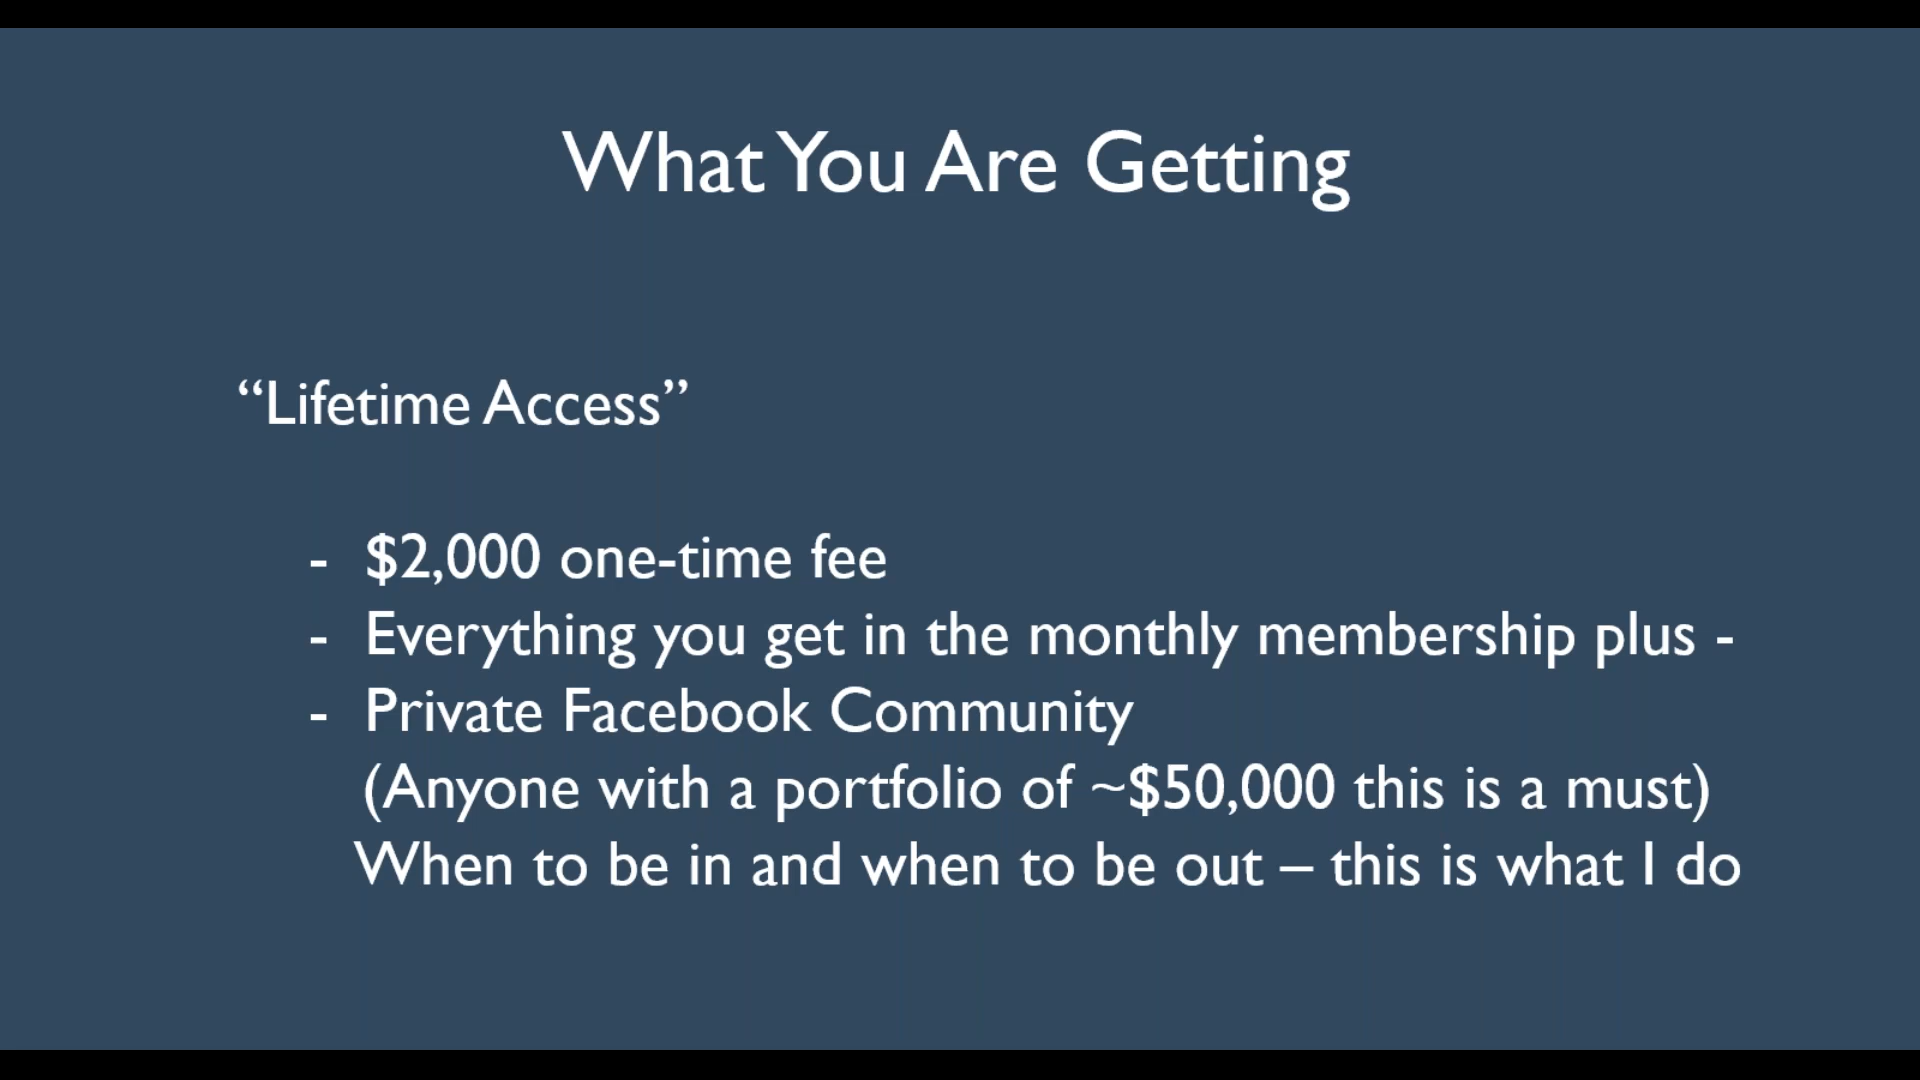 What You Are Getting
“Lifetime Access”
- $2,000 one-time fee
- Everything you get in the monthly membership plus -
- Private Facebook Community
(Anyone with a portfolio of ~$50,000 this is a must)
When to be in and when to be out – this is what I do